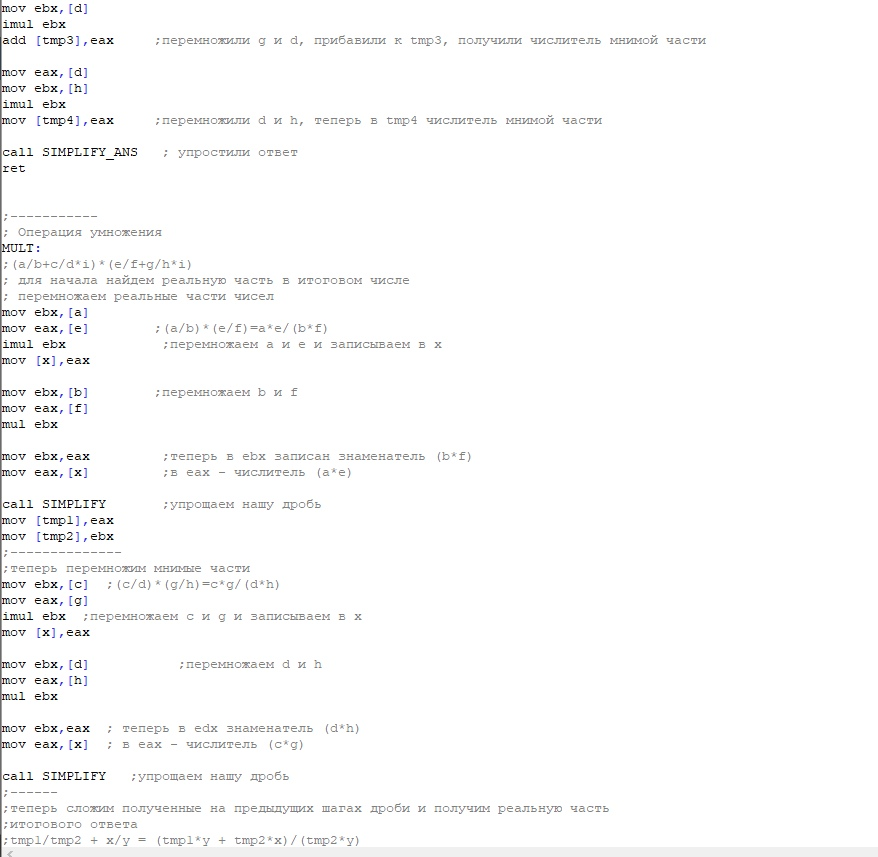 mov ebx,[d]
imul ebx
add [tmp3],eax ;перемножили g и d, прибавили к tmp3, получили числитель мнимой части
mov eax,[d]
mov ebx,[h]
imul ebx
mov [tmp4],eax ;перемножили d и h, теперь в tmp4 числитель мнимой части
call SIMPLIFY_ANS ; упростили ответ
ret
;-----------
; Операция умножения
MULT:
;(a/b+c/d*i)*(e/f+g/h*i)
; для начала найдем реальную часть в итоговом числе
; перемножаем реальные части чисел
mov ebx,[a]
mov eax,[e] ;(a/b)*(e/f)=a*e/(b*f)
imul ebx ;перемножаем a и e и записываем в x
mov [x],eax
mov ebx,[b] ;перемножаем b и f
mov eax,[f]
mul ebx
mov ebx,eax ;теперь в ebx записан знаменатель (b*f)
mov eax,[x] ;в eax - числитель (a*e)
call SIMPLIFY ;упрощаем нашу дробь
mov [tmp1],eax
mov [tmp2],ebx
;--------------
;теперь перемножим мнимые части
mov ebx,[c] ;(c/d)*(g/h)=c*g/(d*h)
mov eax,[g]
imul ebx ;перемножаем c и g и записываем в x
mov [x],eax
mov ebx,[d] ;перемножаем d и h
mov eax,[h]
mul ebx
mov ebx,eax ; теперь в edx знаменатель (d*h)
mov eax,[x] ; в eax - числитель (c*g)
call SIMPLIFY ;упрощаем нашу дробь
;------
;теперь сложим полученные на предыдущих шагах дроби и получим реальную часть
;итогового ответа
;tmp1/tmp2 + x/y = (tmp1*y + tmp2*x)/(tmp2*y)